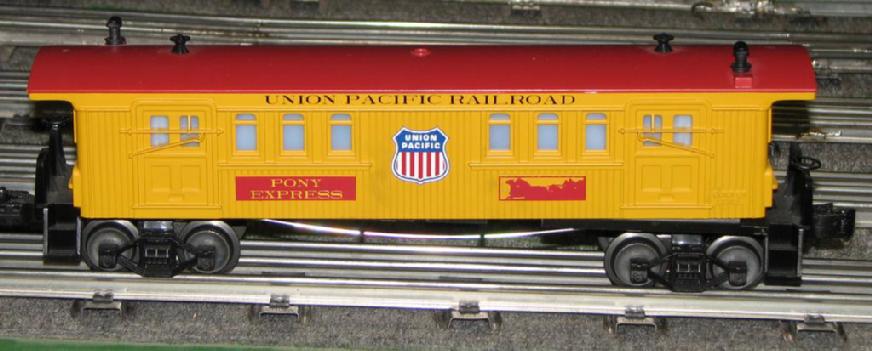 UNION PACIFIC RAILROAD
UNION
PACIFIC
PONY
EXPRESS